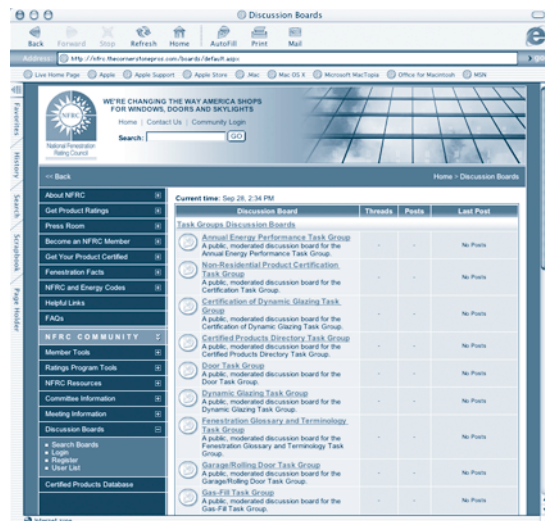 Discussion Boards
Back Forward Stop Refresh Home AutoFill Print Mail
Address: http://nfrc.thecornerstonepros.com/boards/default.aspx
Live Home Page Apple Apple Support Apple Store .Mac Mac OS X Microsoft MacTopia Office for Macintosh MSN
Favorites
History
Search
Scrapbook
Page Holder
NFRC
National Fenestration
Rating Council
WE'RE CHANGING THE WAY AMERICA SHOPS
FOR WINDOWS, DOORS AND SKYLIGHTS
Home | Contact Us | Community Login
Search: GO
<< Back
Home > Discussion Boards
About NFRC
Get Product Ratings
Press Room
Become an NFRC Member
Get Your Product Certified
Fenestration Facts
NFRC and Energy Codes
Helpful Links
FAQs
NFRC COMMUNITY
Member Tools
Ratings Program Tools
NFRC Resources
Committee Information
Meeting Information
Discussion Boards
Search Boards
Login
Register
User List
Certified Products Database
Current time: Sep 28, 2:34 PM
Discussion Board Threads Posts Last Post
Task Groups Discussion Boards
Annual Energy Performance Task Group
A public, moderated discussion board for the
Annual Energy Performance Task Group.
- - No Posts
Non-Residential Product Certification
Task Group
A public, moderated discussion board for the
Certification Task Group.
- - No Posts
Certification of Dynamic Glazing Task
Group
A public, moderated discussion board for the
Certification of Dynamic Glazing Task Group.
- - No Posts
Certified Products Directory Task Group
A public, moderated discussion board for the
Certified Products Directory Task Group.
- - No Posts
Door Task Group
A public, moderated discussion board for the
Door Task Group.
- - No Posts
Dynamic Glazing Task Group
A public, moderated discussion board for the
Dynamic Glazing Task Group.
- - No Posts
Fenestration Glossary and Terminology
Task Group
A public, moderated discussion board for the
Fenestration Glossary and Terminology Task
Group.
- - No Posts
Garage/Rolling Door Task Group
A public, moderated discussion board for the
Garage/Rolling Door Task Group.
- - No Posts
Gas-Fill Task Group
A public, moderated discussion board for the
Gas-Fill Task Group.
- - No Posts
Internet zone